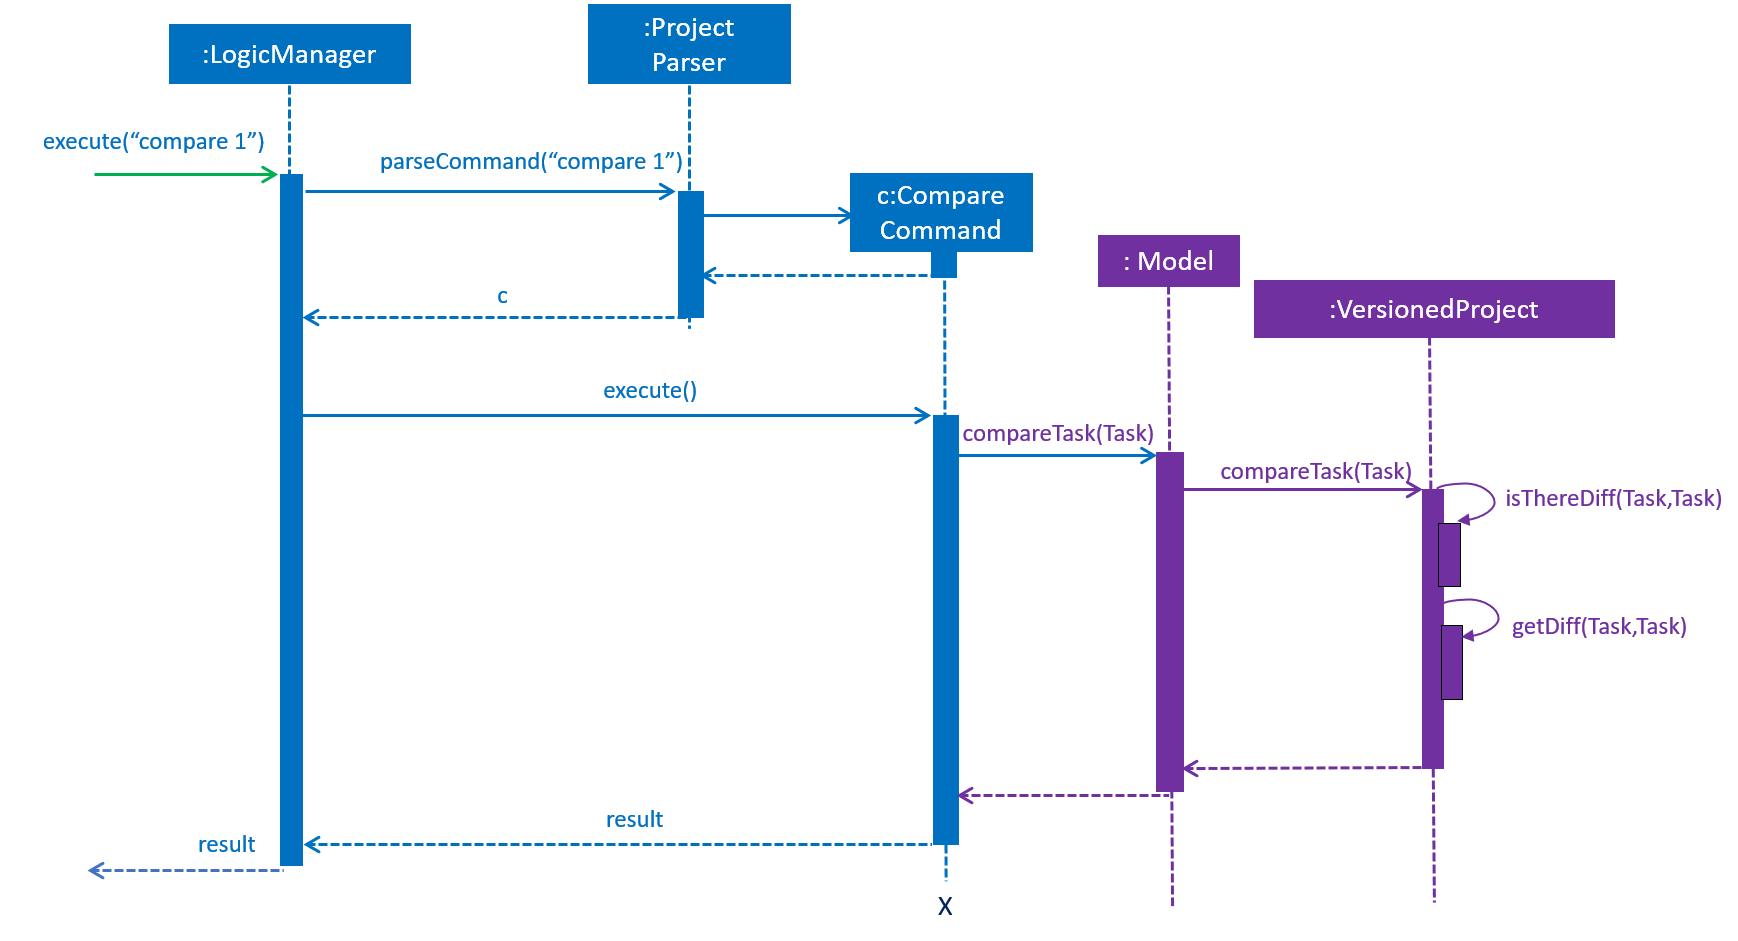 :Project
Parser
:LogicManager
execute(“compare 1”)
parseCommand(“compare 1”)
c:Compare
Command
: Model
c
:VersionedProject
execute()
compareTask(Task)
compareTask(Task)
isThereDiff(Task,Task)
getDiff(Task,Task)
result
result
X